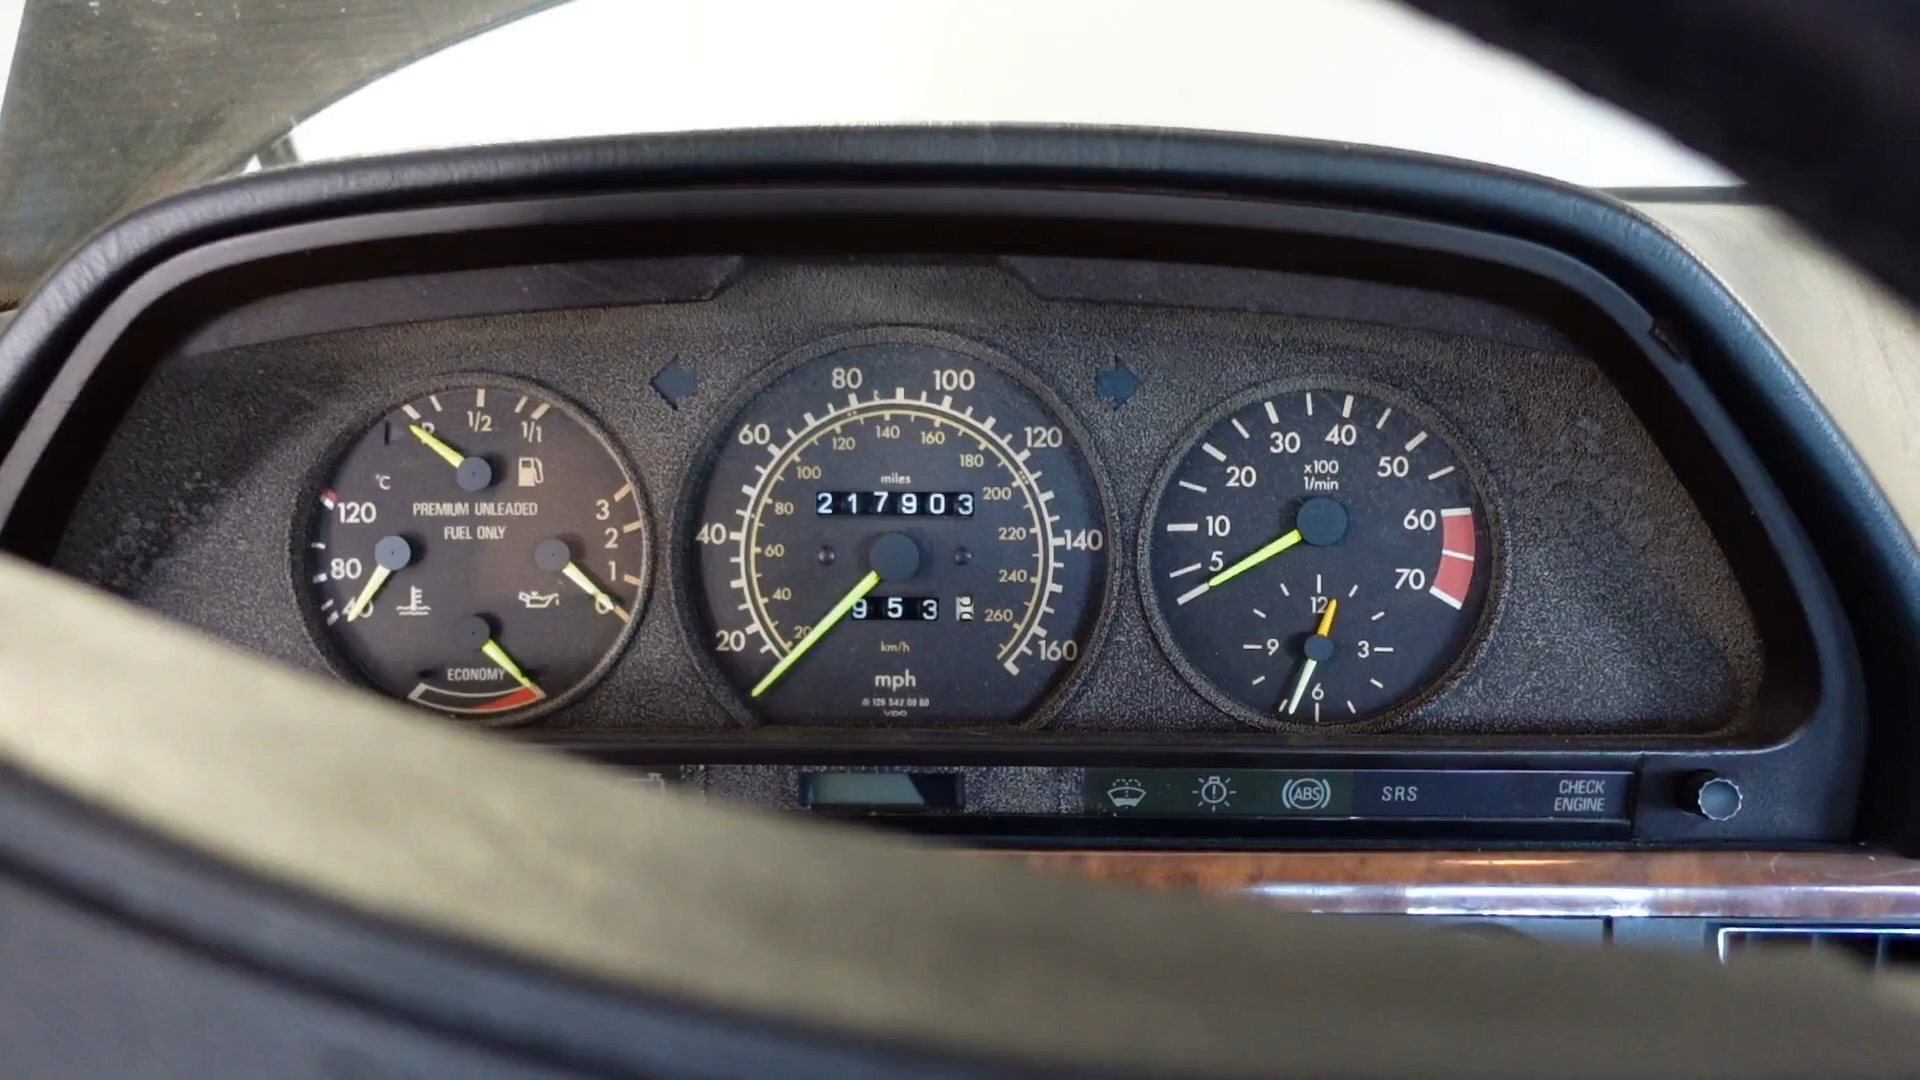 R 1/2 1/1
°C
PREMIUM UNLEADED
FUEL ONLY
120
80
40
3
2
1
0
ECONOMY
20 40 60 80 100 120 140 160
20 40 60 80 100 120 140 160 180 200 220 240 260
miles
217903
953
km/h
mph
VDO
5 10 20 30 40 50 60 70
x100
1/min
12
3
6
9
ABS
SRS
CHECK
ENGINE